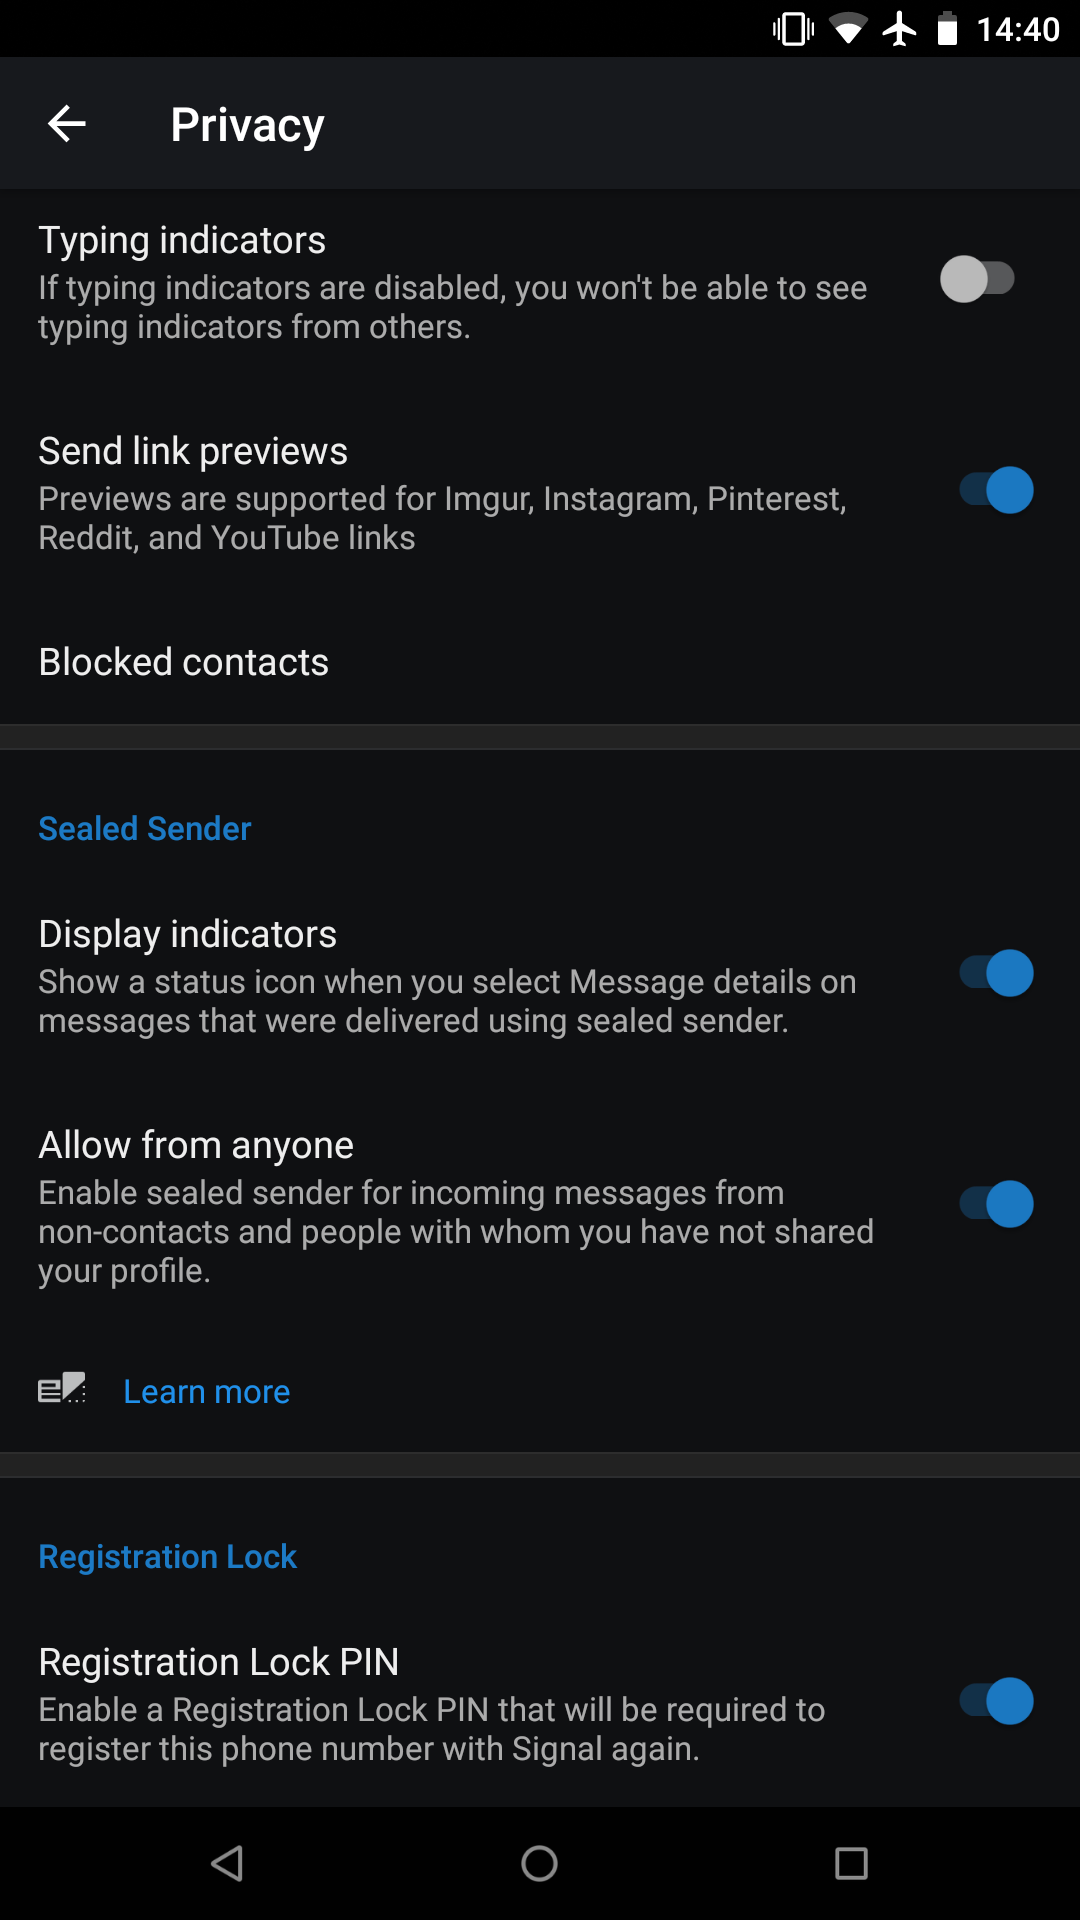 14:40
Privacy
Typing indicators
If typing indicators are disabled, you won't be able to see
typing indicators from others.
Send link previews
Previews are supported for Imgur, Instagram, Pinterest,
Reddit, and YouTube links
Blocked contacts
Sealed Sender
Display indicators
Show a status icon when you select Message details on
messages that were delivered using sealed sender.
Allow from anyone
Enable sealed sender for incoming messages from
non-contacts and people with whom you have not shared
your profile.
Learn more
Registration Lock
Registration Lock PIN
Enable a Registration Lock PIN that will be required to
register this phone number with Signal again.